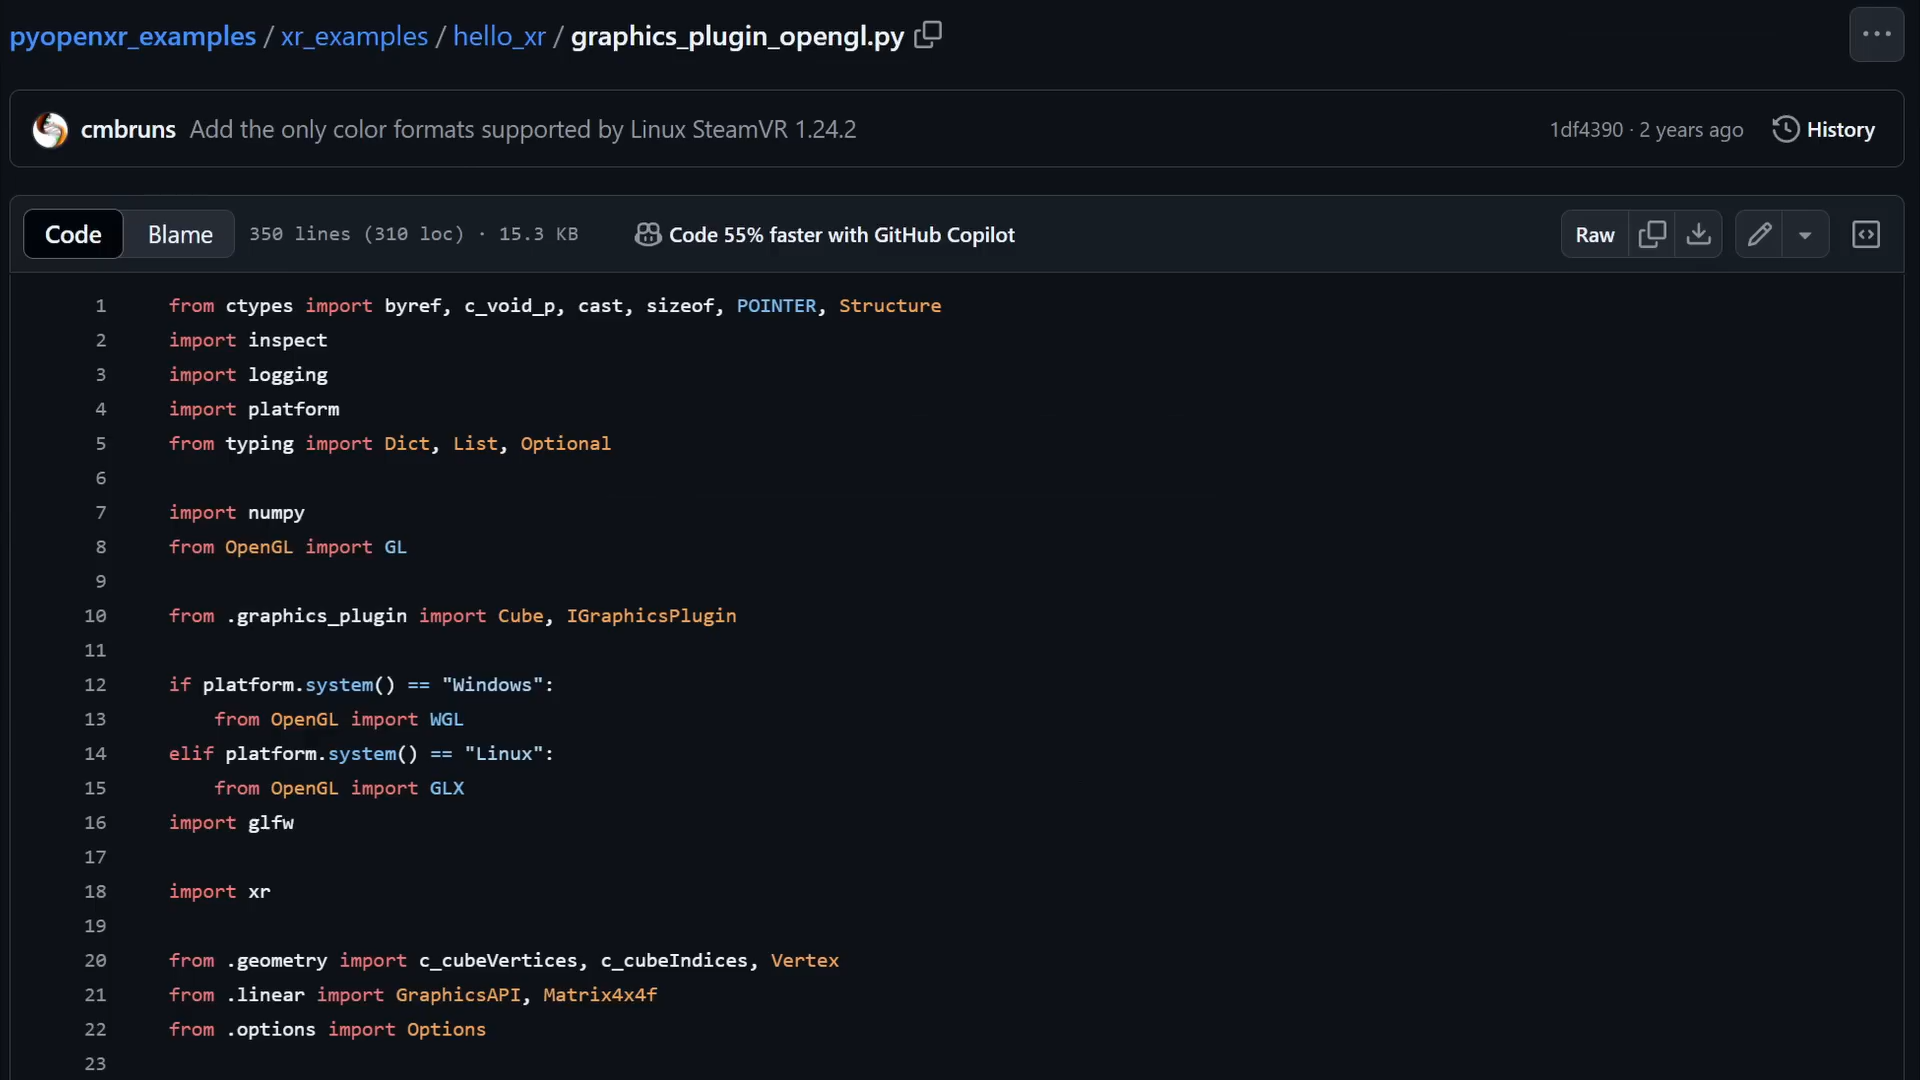 pyopenxr_examples / xr_examples / hello_xr / graphics_plugin_opengl.py
cmbruns Add the only color formats supported by Linux SteamVR 1.24.2 1df4390 · 2 years ago History
Code Blame 350 lines (310 loc) · 15.3 KB Code 55% faster with GitHub Copilot Raw
1 from ctypes import byref, c_void_p, cast, sizeof, POINTER, Structure
2 import inspect
3 import logging
4 import platform
5 from typing import Dict, List, Optional
6
7 import numpy
8 from OpenGL import GL
9
10 from .graphics_plugin import Cube, IGraphicsPlugin
11
12 if platform.system() == "Windows":
13     from OpenGL import WGL
14 elif platform.system() == "Linux":
15     from OpenGL import GLX
16 import glfw
17
18 import xr
19
20 from .geometry import c_cubeVertices, c_cubeIndices, Vertex
21 from .linear import GraphicsAPI, Matrix4x4f
22 from .options import Options
23